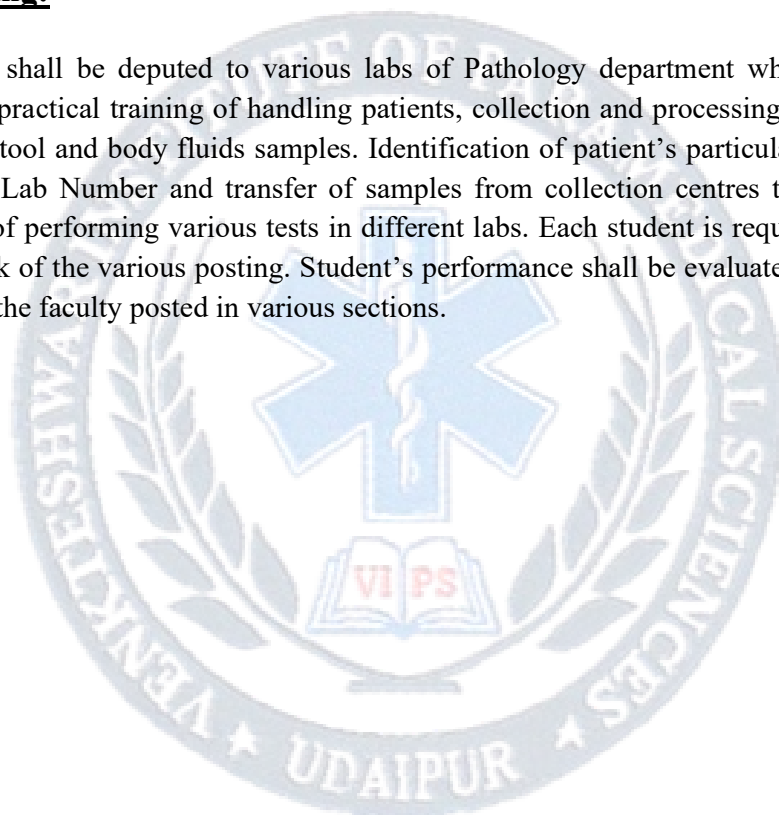 shall be deputed to various labs of Pathology department wh
practical training of handling patients, collection and processing
tool and body fluids samples. Identification of patient's particula
Lab Number and transfer of samples from collection centres t
of performing various tests in different labs. Each student is requ
k of the various posting. Student's performance shall be evaluate
the faculty posted in various sections.
VENKTESHWAR INSTITUTE OF PARAMEDICAL SCIENCES
VI PS
UDAIPUR